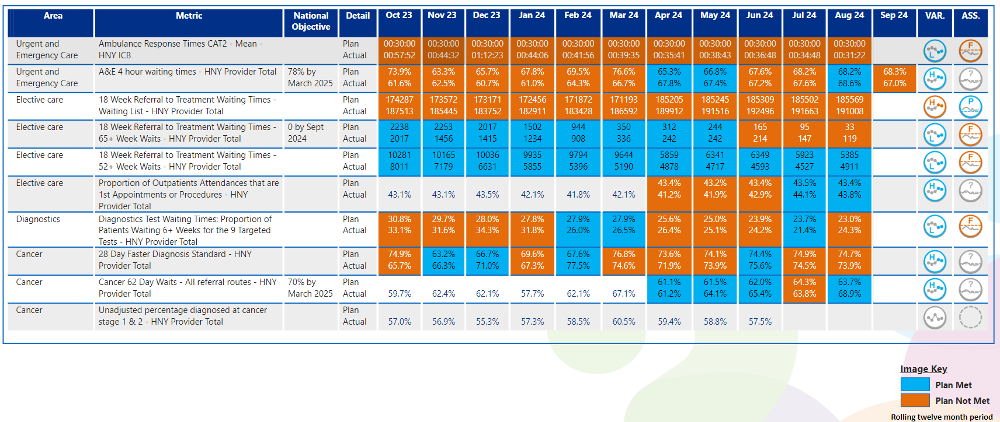 Area Metric National Objective Detail Oct 23 Nov 23 Dec 23 Jan 24 Feb 24 Mar 24 Apr 24 May 24 Jun 24 Jul 24 Aug 24 Sep 24 VAR. ASS.
Urgent and Ambulance Response Times CAT2 - Mean - Plan 00:30:00 00:30:00 00:30:00 00:30:00 00:30:00 00:30:00 00:30:00 00:30:00 00:30:00 00:30:00 00:30:00 L F
Emergency Care HNY ICB Actual 00:57:52 00:44:32 01:12:23 00:44:06 00:41:56 00:39:35 00:35:41 00:38:43 00:36:48 00:34:48 00:31:22
Urgent and A&E 4 hour waiting times - HNY Provider Total 78% by Plan 73.9% 63.3% 65.7% 67.8% 69.5% 76.6% 65.3% 66.8% 67.6% 68.2% 68.2% 68.3% H ?
Emergency Care March 2025 Actual 61.6% 62.5% 60.7% 61.0% 64.3% 66.7% 67.8% 67.4% 67.2% 67.6% 68.6% 67.0%
Elective care 18 Week Referral to Treatment Waiting Times - Plan 174287 173572 173171 172456 171872 171193 185205 185245 185309 185502 185569 H P
Waiting List - HNY Provider Total Actual 187513 185445 183752 182911 183428 186592 189912 191516 192496 191663 191008
Elective care 18 Week Referral to Treatment Waiting Times - 0 by Sept Plan 2238 2253 2017 1502 944 350 312 244 165 95 33 L F
65+ Week Waits - HNY Provider Total 2024 Actual 2017 1456 1415 1234 908 336 242 242 214 147 119
Elective care 18 Week Referral to Treatment Waiting Times - Plan 10281 10165 10036 9935 9794 9644 5859 6341 6349 5923 5385 L F
52+ Week Waits - HNY Provider Total Actual 8011 7179 6631 5855 5396 5190 4878 4717 4593 4527 4911
Elective care Proportion of Outpatients Attendances that are Plan 43.4% 43.2% 43.4% 43.5% 43.4% H ?
1st Appointments or Procedures - HNY Actual 43.1% 43.1% 43.5% 42.1% 41.8% 42.1% 41.2% 41.9% 42.9% 44.1% 43.8%
Provider Total
Diagnostics Diagnostics Test Waiting Times: Proportion of Plan 30.8% 29.7% 28.0% 27.8% 27.9% 27.9% 25.6% 25.0% 23.9% 23.7% 23.0% L F
Patients Waiting 6+ Weeks for the 9 Targeted Actual 33.1% 31.6% 34.3% 31.8% 26.0% 26.5% 26.4% 25.1% 24.2% 21.4% 24.3%
Tests - HNY Provider Total
Cancer 28 Day Faster Diagnosis Standard - HNY Plan 74.9% 63.2% 66.7% 69.6% 67.6% 76.8% 73.6% 74.1% 74.4% 74.9% 74.7% H ?
Provider Total Actual 65.7% 66.3% 71.0% 67.3% 77.5% 74.6% 71.9% 73.9% 75.6% 74.5% 73.9%
Cancer Cancer 62 Day Waits - All referral routes - HNY 70% by Plan 61.1% 61.5% 62.0% 64.3% 63.7% H ?
Provider Total March 2025 Actual 59.7% 62.4% 62.1% 57.7% 62.1% 67.1% 61.2% 64.1% 65.4% 63.8% 68.9%
Cancer Unadjusted percentage diagnosed at cancer Plan
stage 1 & 2 - HNY Provider Total Actual 57.0% 56.9% 55.3% 57.3% 58.5% 60.5% 59.4% 58.8% 57.5%
Image Key
Plan Met
Plan Not Met
Rolling twelve month period